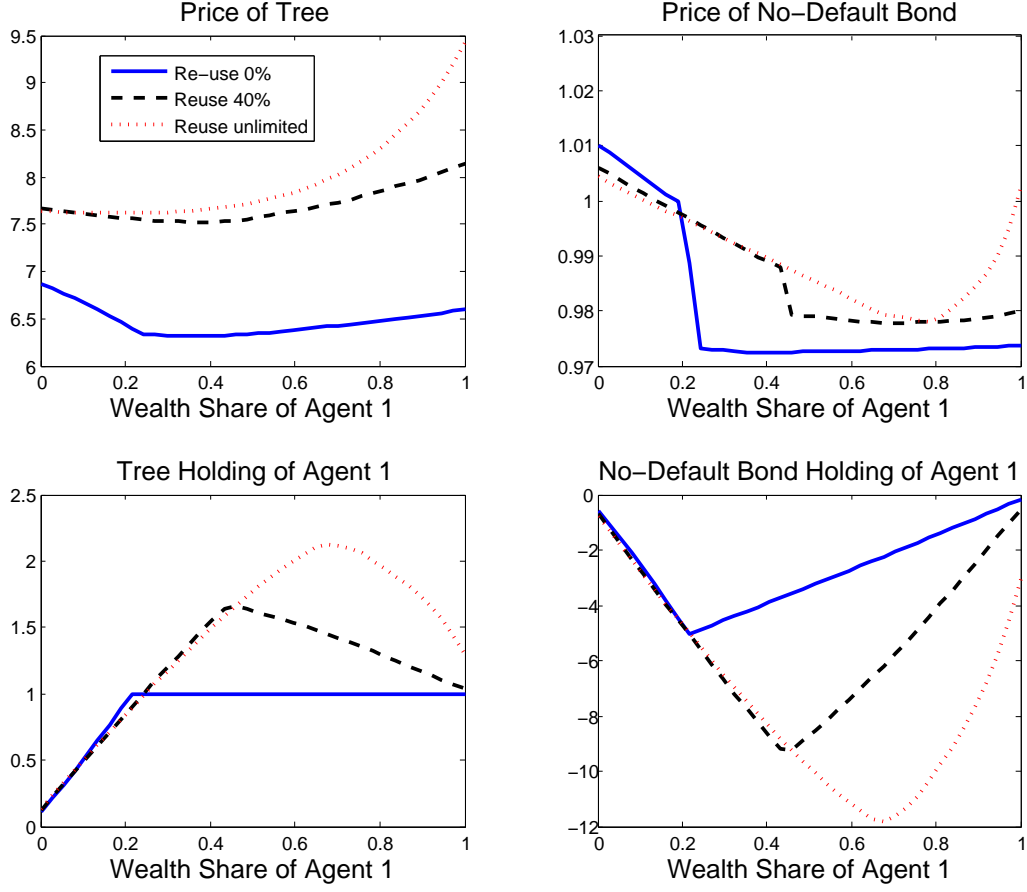 Price of Tree
9.5
9
8.5
8
7.5
7
6.5
6
Re−use 0%
Reuse 40%
Reuse unlimited
0 0.2 0.4 0.6 0.8 1
Wealth Share of Agent 1
Price of No−Default Bond
1.03
1.02
1.01
1
0.99
0.98
0.97
0 0.2 0.4 0.6 0.8 1
Wealth Share of Agent 1
Tree Holding of Agent 1
2.5
2
1.5
1
0.5
0
0 0.2 0.4 0.6 0.8 1
Wealth Share of Agent 1
No−Default Bond Holding of Agent 1
0
−2
−4
−6
−8
−10
−12
0 0.2 0.4 0.6 0.8 1
Wealth Share of Agent 1